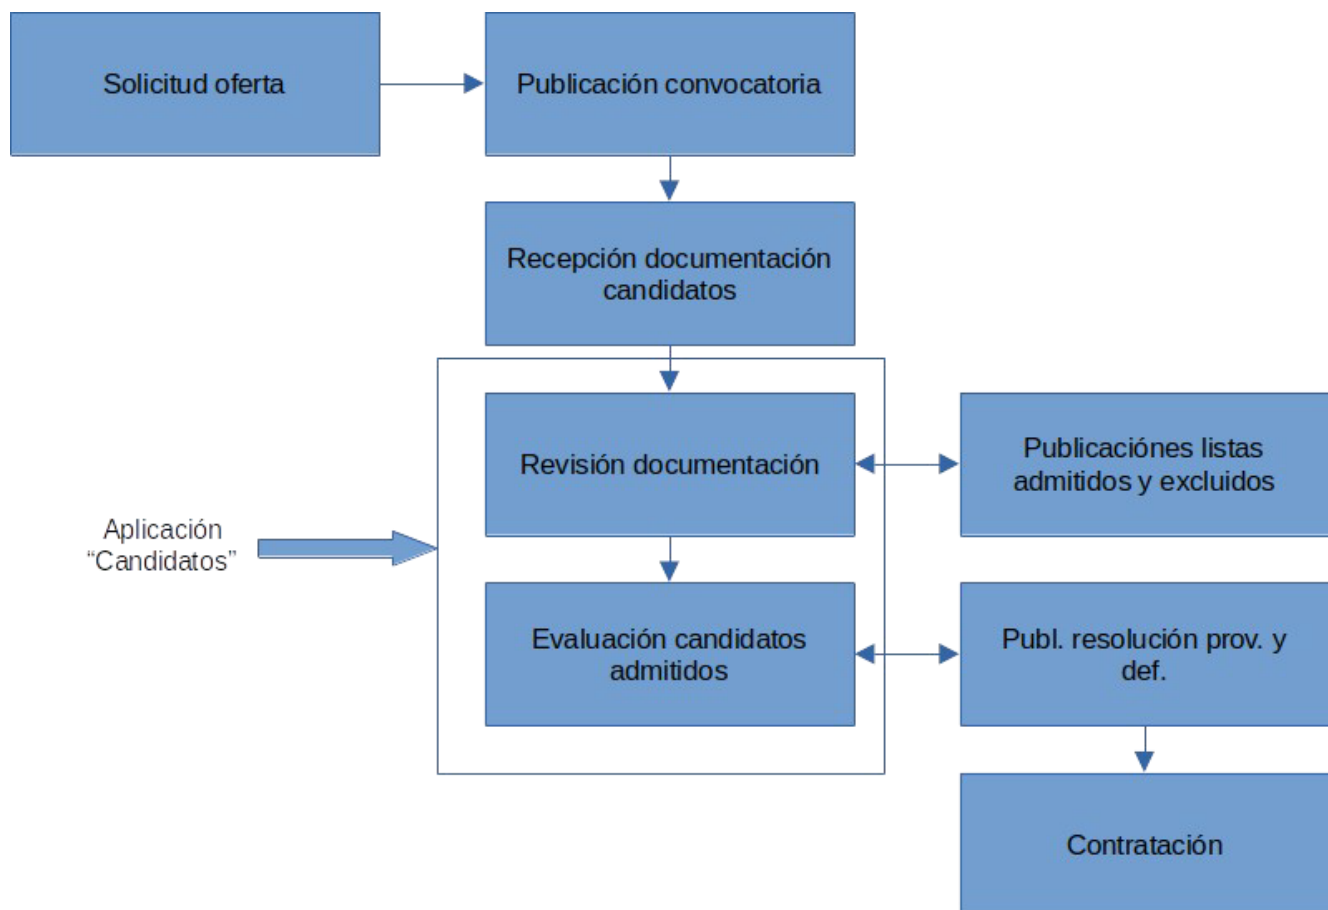 Solicitud oferta
Publicación convocatoria
Recepción documentación
candidatos
Revisión documentación
Publicaciónes listas
admitidos y excluidos
Aplicación
“Candidatos”
Evaluación candidatos
admitidos
Publ. resolución prov. y
def.
Contratación